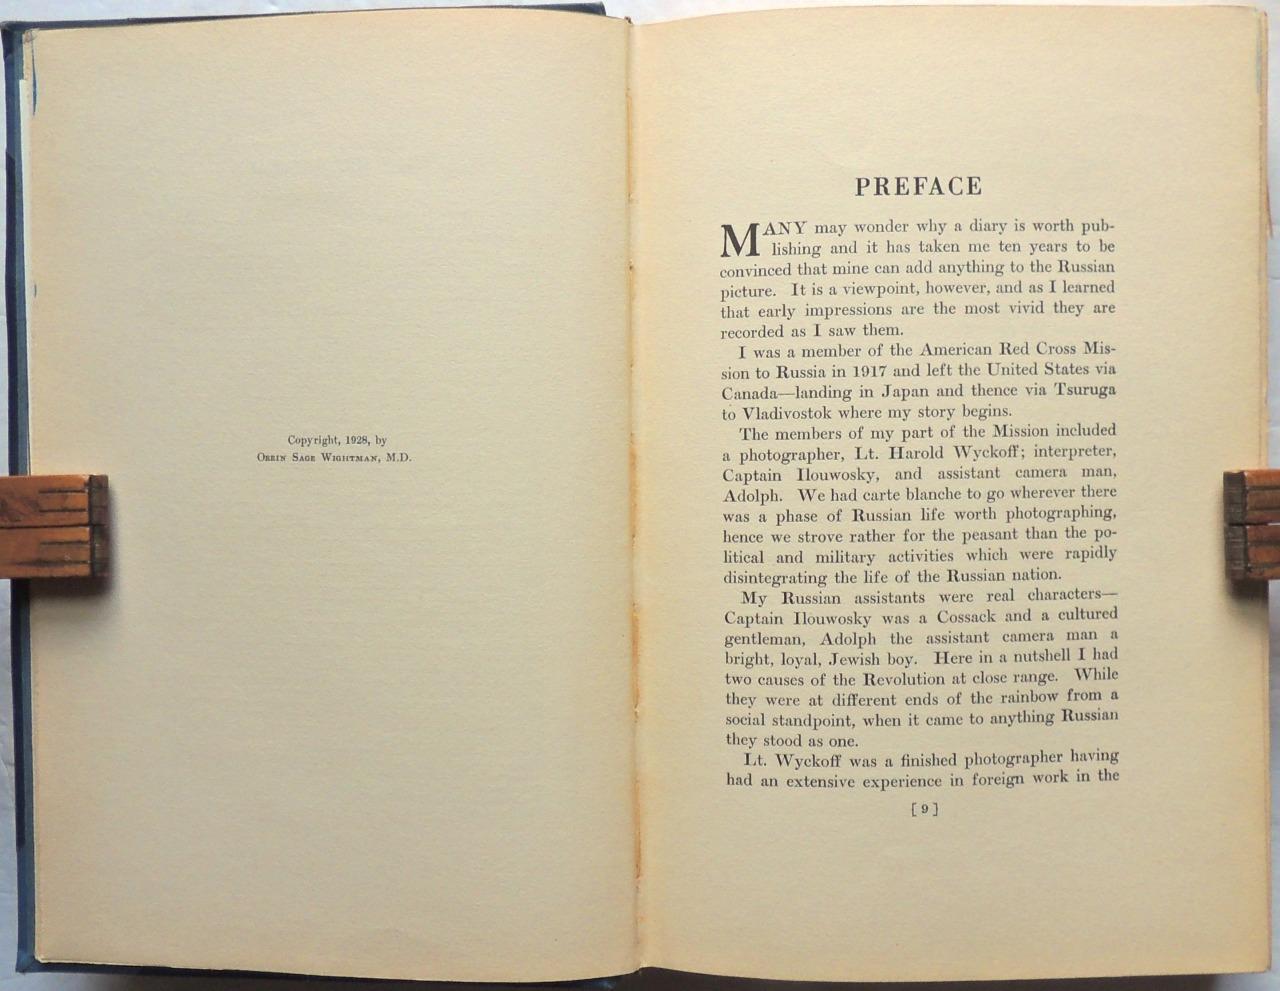 Copyright, 1928, by
Orrin Sage Wightman, M.D.
PREFACE
MANY may wonder why a diary is worth pub-
lishing and it has taken me ten years to be
convinced that mine can add anything to the Russian
picture. It is a viewpoint, however, and as I learned
that early impressions are the most vivid they are
recorded as I saw them.
I was a member of the American Red Cross Mis-
sion to Russia in 1917 and left the United States via
Canada—landing in Japan and thence via Tsuruga
to Vladivostok where my story begins.
The members of my part of the Mission included
a photographer, Lt. Harold Wyckoff; interpreter,
Captain Ilouwosky, and assistant camera man,
Adolph. We had carte blanche to go wherever there
was a phase of Russian life worth photographing,
hence we strove rather for the peasant than the po-
litical and military activities which were rapidly
disintegrating the life of the Russian nation.
My Russian assistants were real characters—
Captain Ilouwosky was a Cossack and a cultured
gentleman, Adolph the assistant camera man a
bright, loyal, Jewish boy. Here in a nutshell I had
two causes of the Revolution at close range. While
they were at different ends of the rainbow from a
social standpoint, when it came to anything Russian
they stood as one.
Lt. Wyckoff was a finished photographer having
had an extensive experience in foreign work in the
[ 9 ]